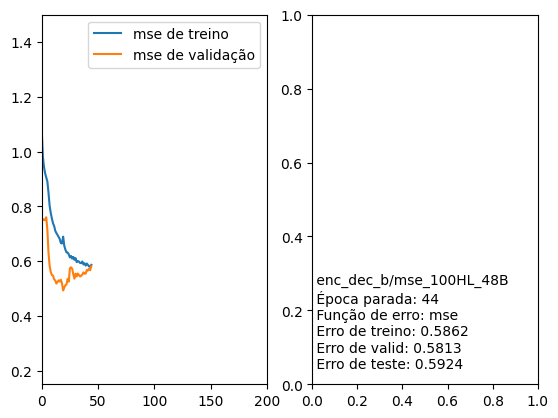 mse de treino
mse de validação
1.4
1.2
1.0
0.8
0.6
0.4
0.2
0 50 100 150 200
1.0
0.8
0.6
0.4
0.2
0.0
enc_dec_b/mse_100HL_48B
Época parada: 44
Função de erro: mse
Erro de treino: 0.5862
Erro de valid: 0.5813
Erro de teste: 0.5924
0.0 0.2 0.4 0.6 0.8 1.0